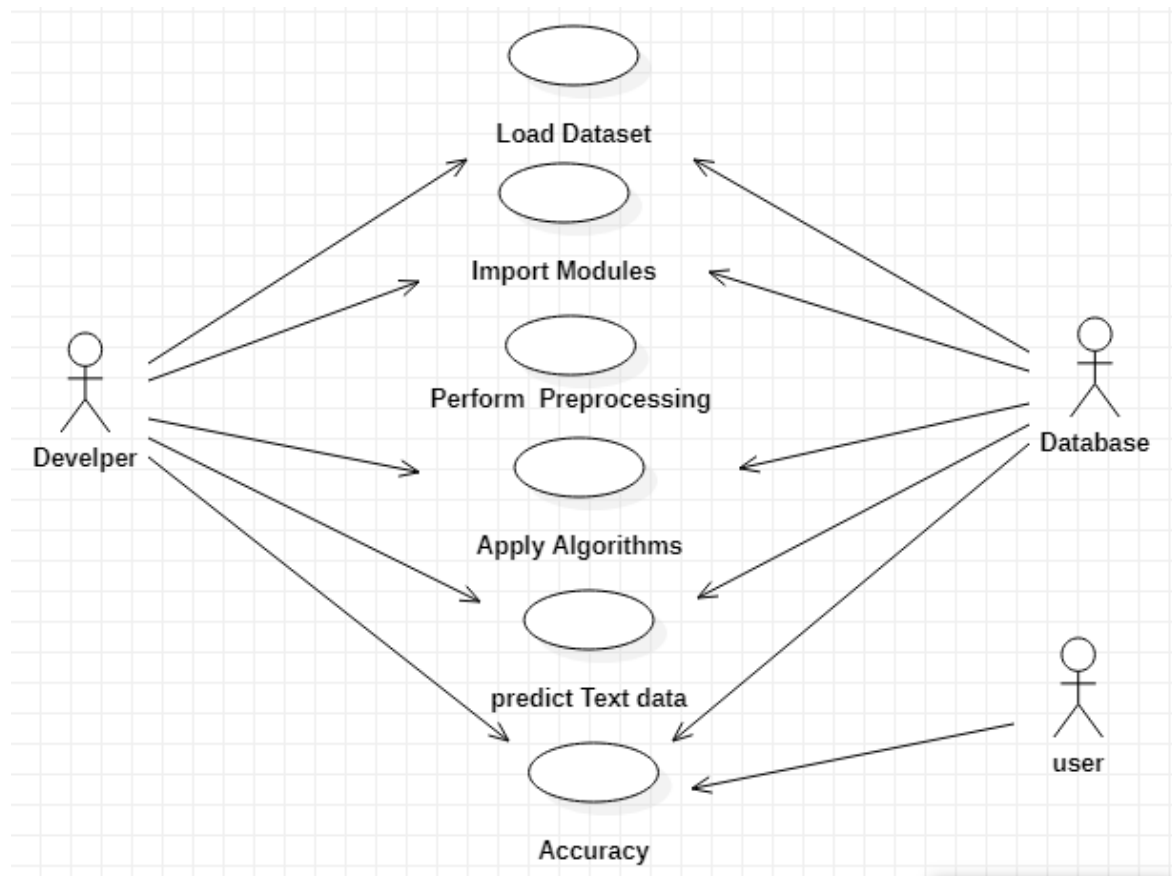 Load Dataset
Import Modules
Perform Preprocessing
Develper
Database
Apply Algorithms
predict Text data
user
Accuracy